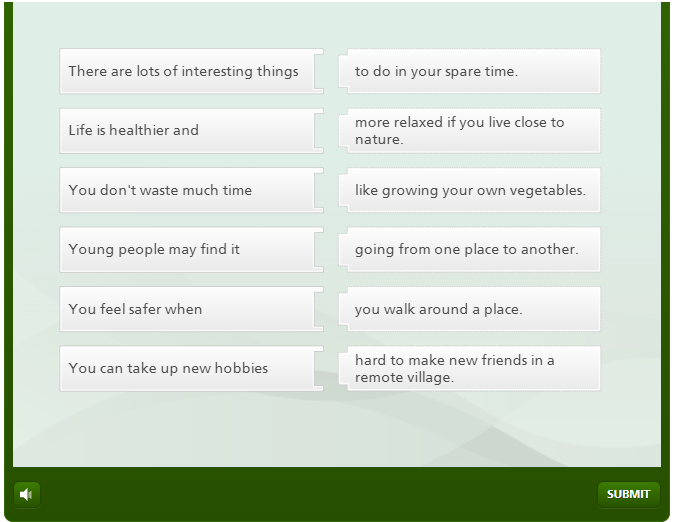 There are lots of interesting things
to do in your spare time.
Life is healthier and
more relaxed if you live close to
nature.
You don't waste much time
like growing your own vegetables.
Young people may find it
going from one place to another.
You feel safer when
you walk around a place.
You can take up new hobbies
hard to make new friends in a
remote village.
SUBMIT